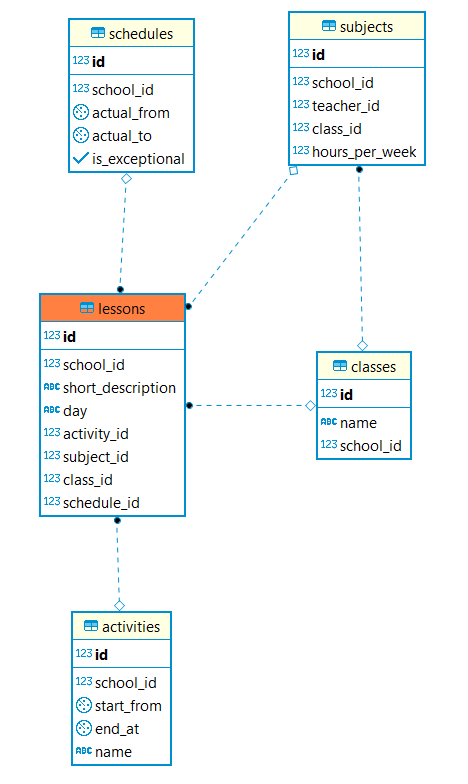 schedules
123 id
123 school_id
actual_from
actual_to
is_exceptional
subjects
123 id
123 school_id
123 teacher_id
123 class_id
123 hours_per_week
lessons
123 id
123 school_id
ABC short_description
ABC day
123 activity_id
123 subject_id
123 class_id
123 schedule_id
classes
123 id
ABC name
123 school_id
activities
123 id
123 school_id
start_from
end_at
ABC name